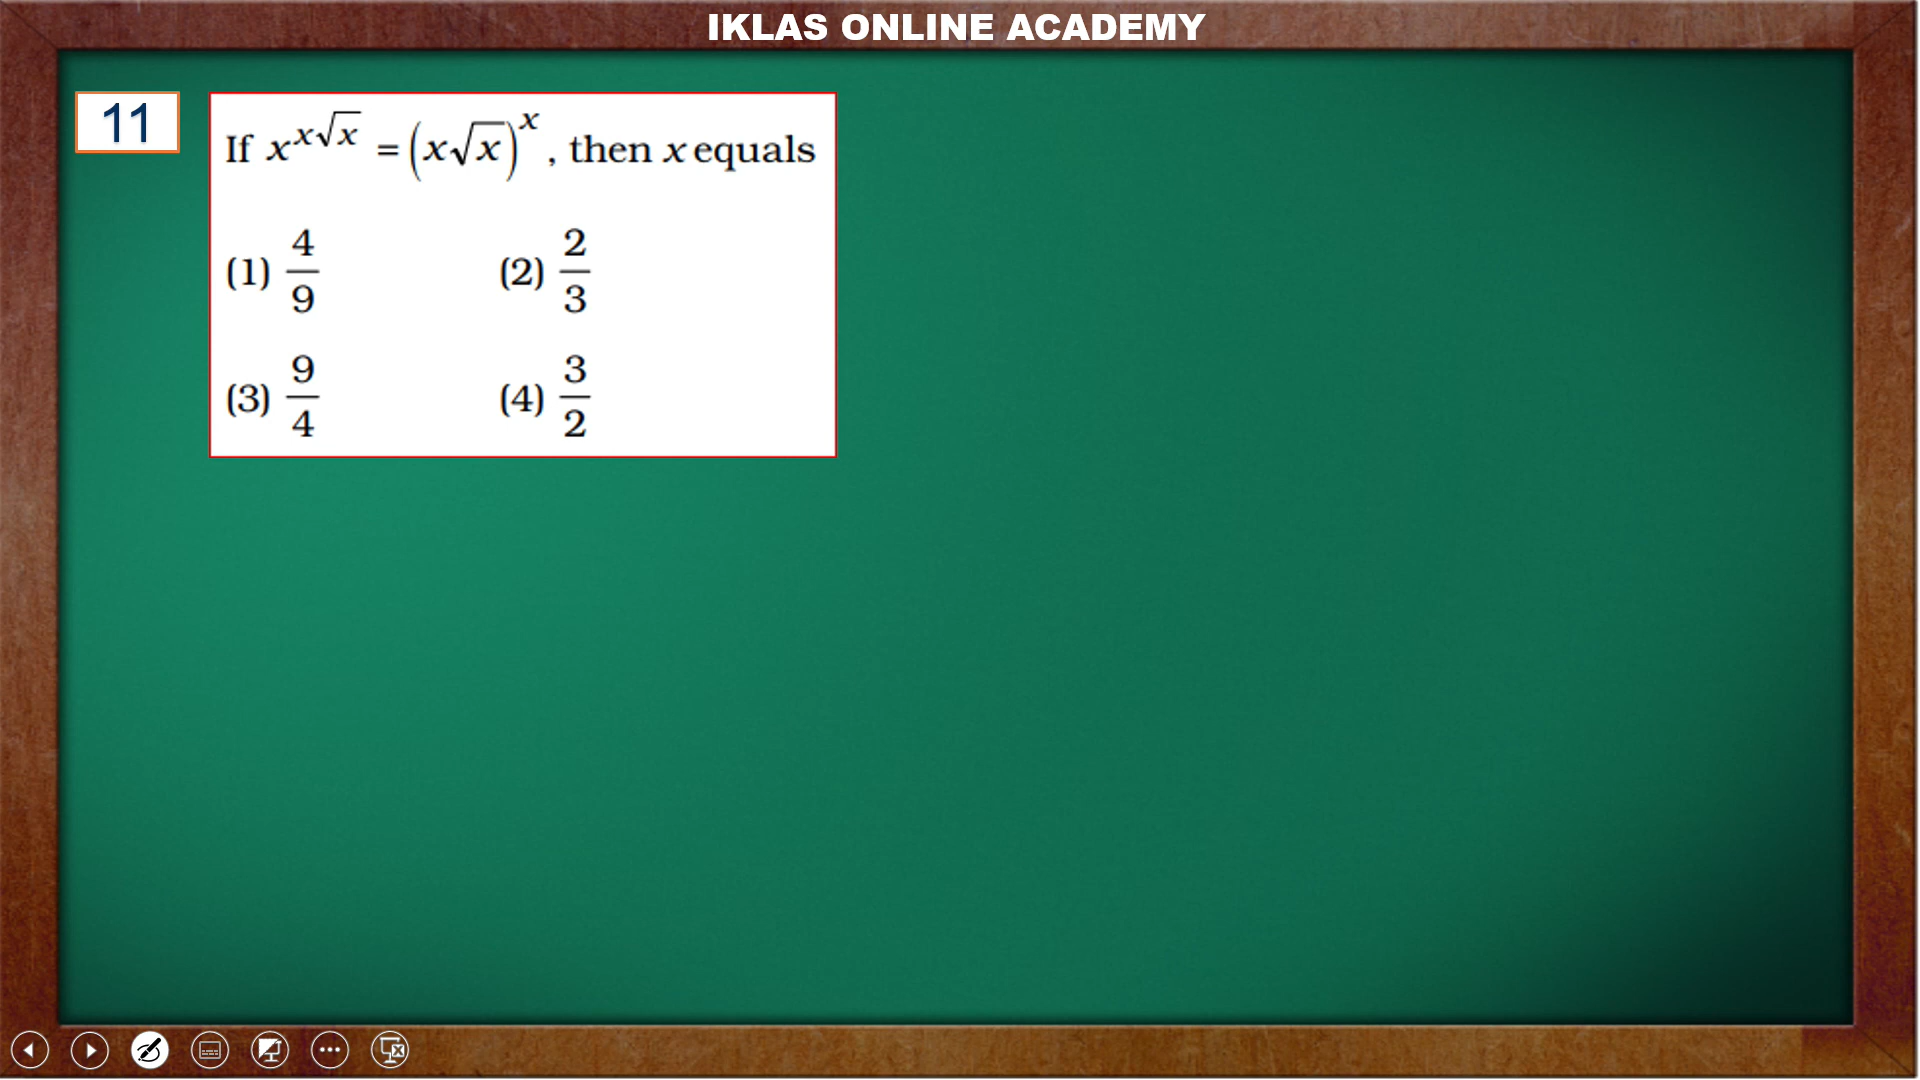 IKLAS ONLINE ACADEMY
11
If x^{x√x} = (x√x)^x, then x equals
(1) 4/9 (2) 2/3
(3) 9/4 (4) 3/2